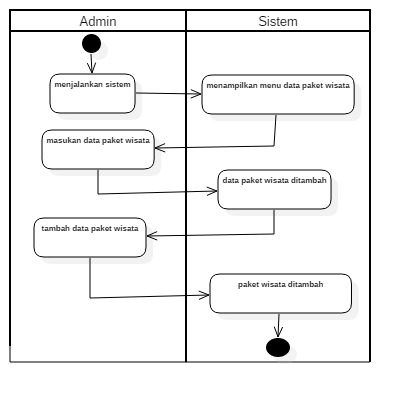 Admin
Sistem
menjalankan sistem
menampilkan menu data paket wisata
masukan data paket wisata
data paket wisata ditambah
tambah data paket wisata
paket wisata ditambah